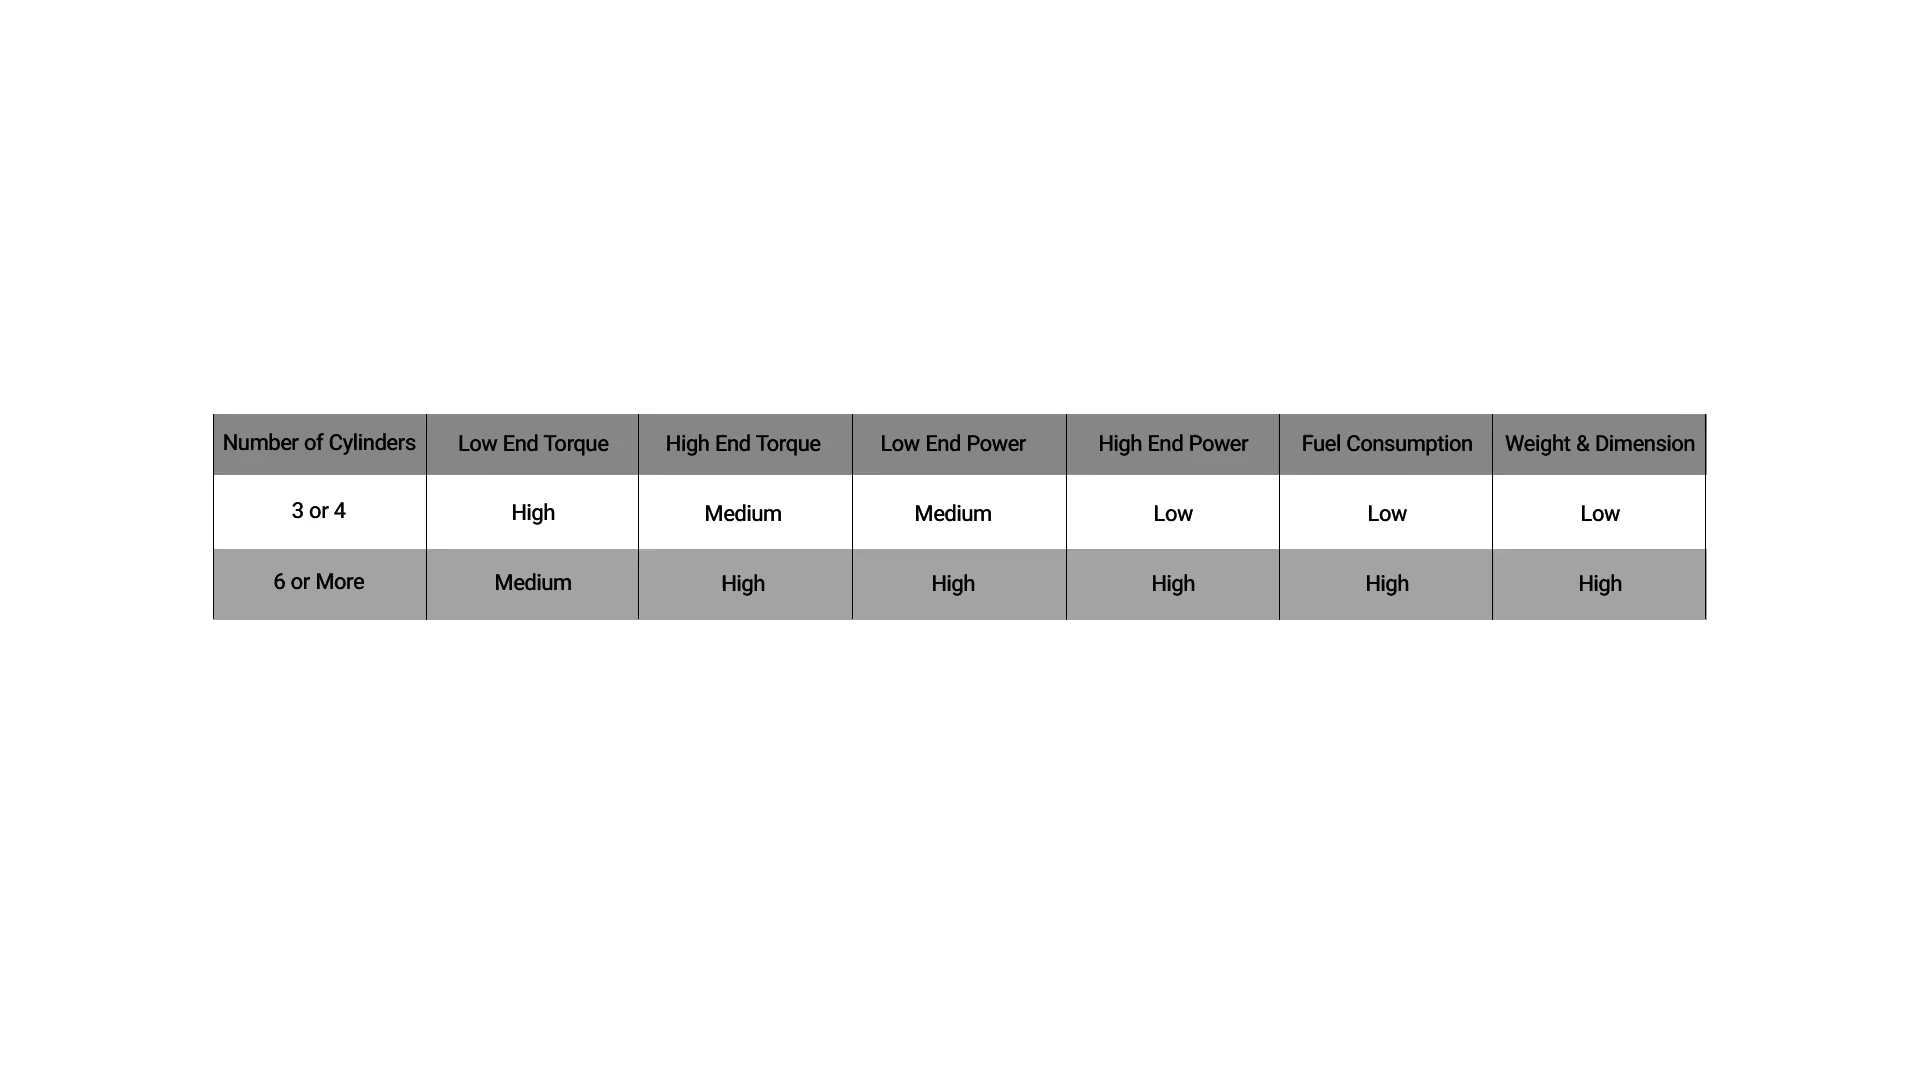 Number of Cylinders Low End Torque High End Torque Low End Power High End Power Fuel Consumption Weight & Dimension
3 or 4 High Medium Medium Low Low Low
6 or More Medium High High High High High